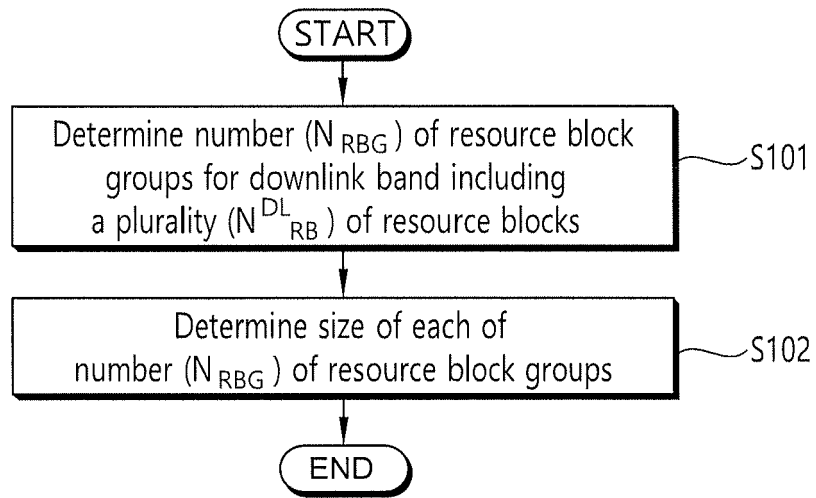 START
Determine number (N RBG) of resource block
groups for downlink band including
a plurality (N DL RB) of resource blocks
S101
Determine size of each of
number (N RBG) of resource block groups
S102
END